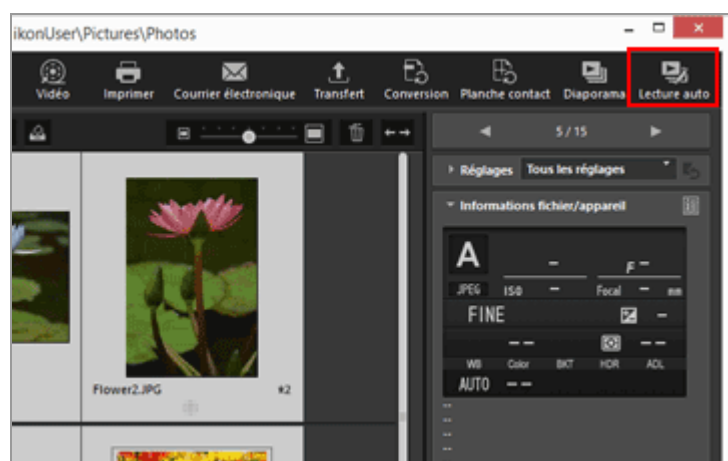 ikonUser\Pictures\Photos
Vidéo Imprimer Courrier électronique Transfert Conversion Planche contact Diaporama Lecture auto
5 / 15
Réglages Tous les réglages
Informations fichier/appareil
A
– F –
JPEG ISO – Focal – mm
FINE –
–– ––
WB Color BKT HDR ADL
AUTO ––
Flower2.JPG ★2
--
--
--
--